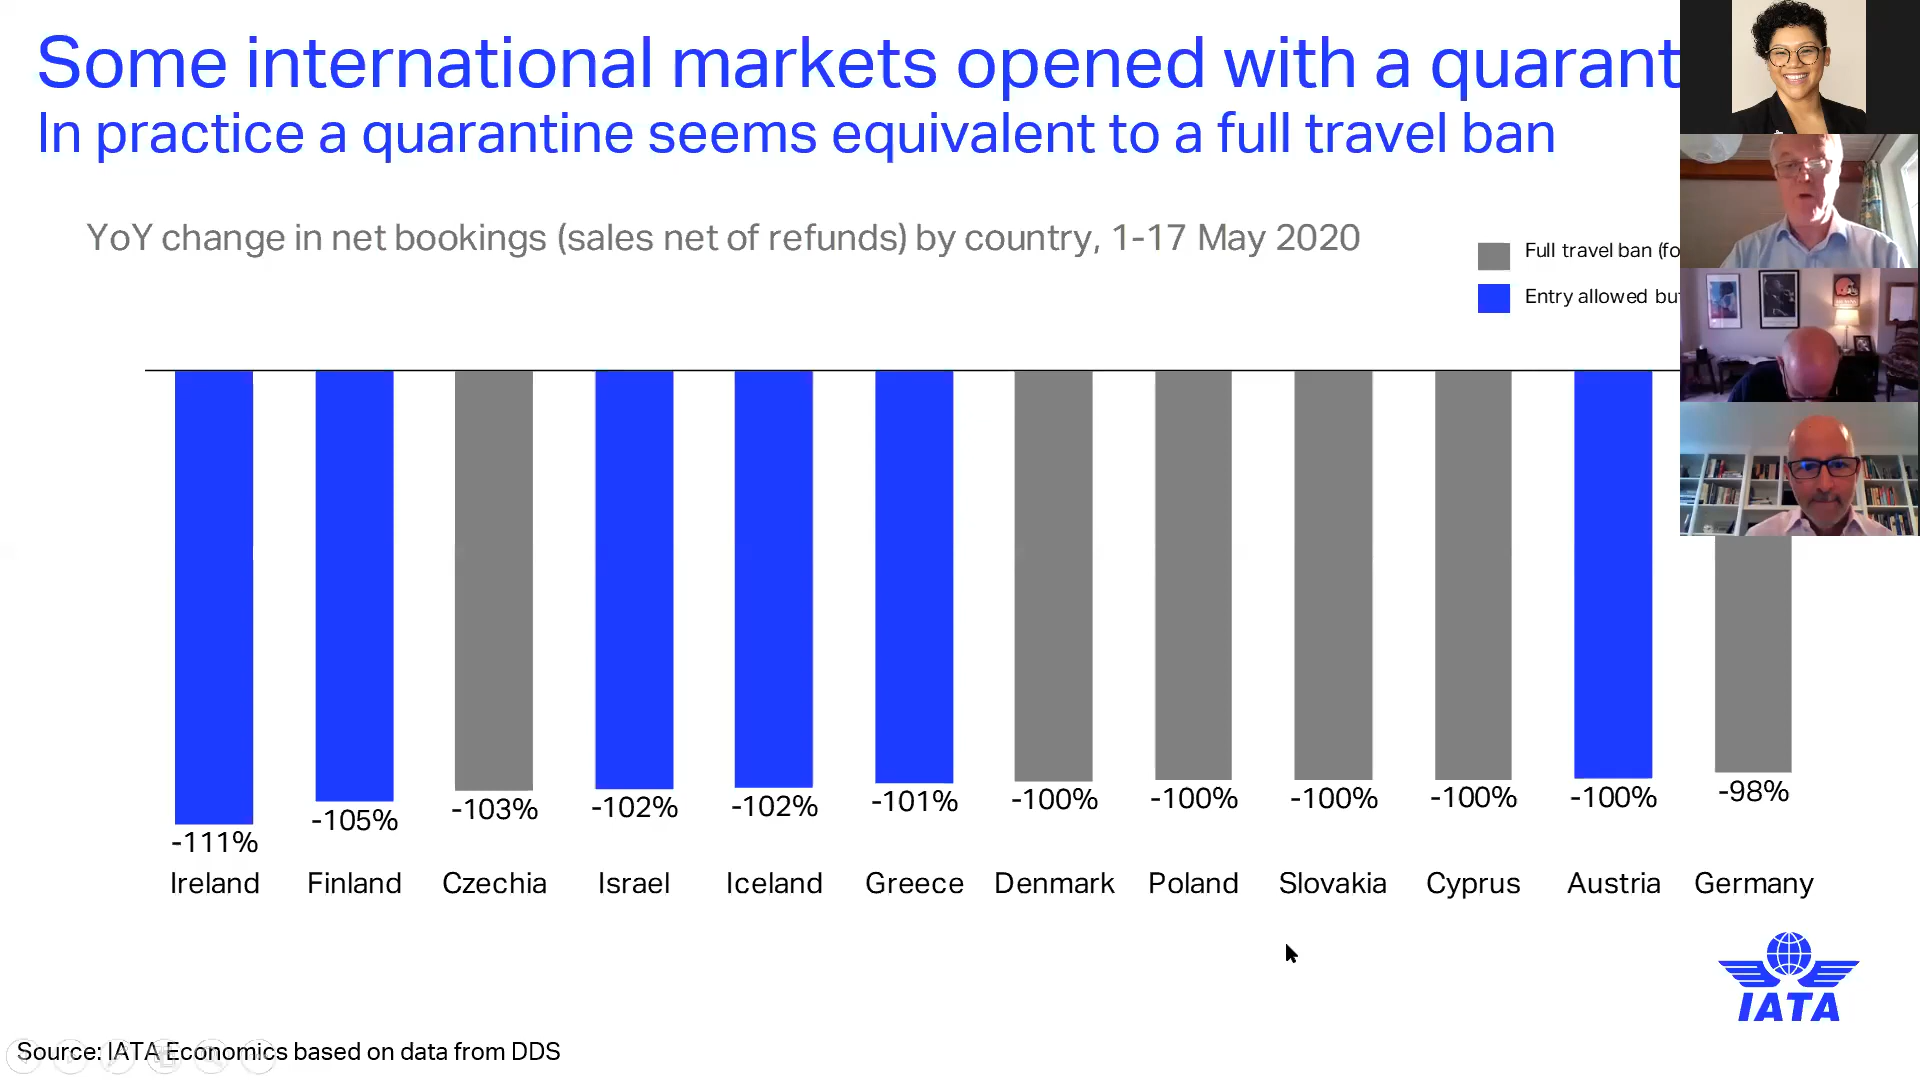 Some international markets opened with a quarant
In practice a quarantine seems equivalent to a full travel ban
YoY change in net bookings (sales net of refunds) by country, 1-17 May 2020
Full travel ban (fo
Entry allowed but
-111%
-105%
-103%
-102%
-102%
-101%
-100%
-100%
-100%
-100%
-100%
-98%
Ireland
Finland
Czechia
Israel
Iceland
Greece
Denmark
Poland
Slovakia
Cyprus
Austria
Germany
IATA
Source: IATA Economics based on data from DDS